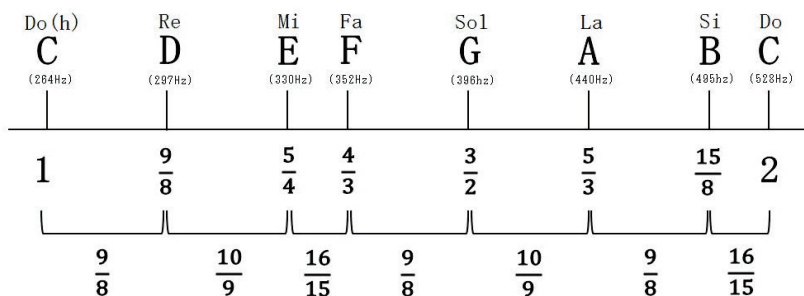 Do(h) Re Mi Fa Sol La Si Do
C D E F G A B C
(264Hz) (297Hz) (330Hz) (352Hz) (396hz) (440Hz) (495hz) (528Hz)
1 9/8 5/4 4/3 3/2 5/3 15/8 2
9/8 10/9 16/15 9/8 10/9 9/8 16/15